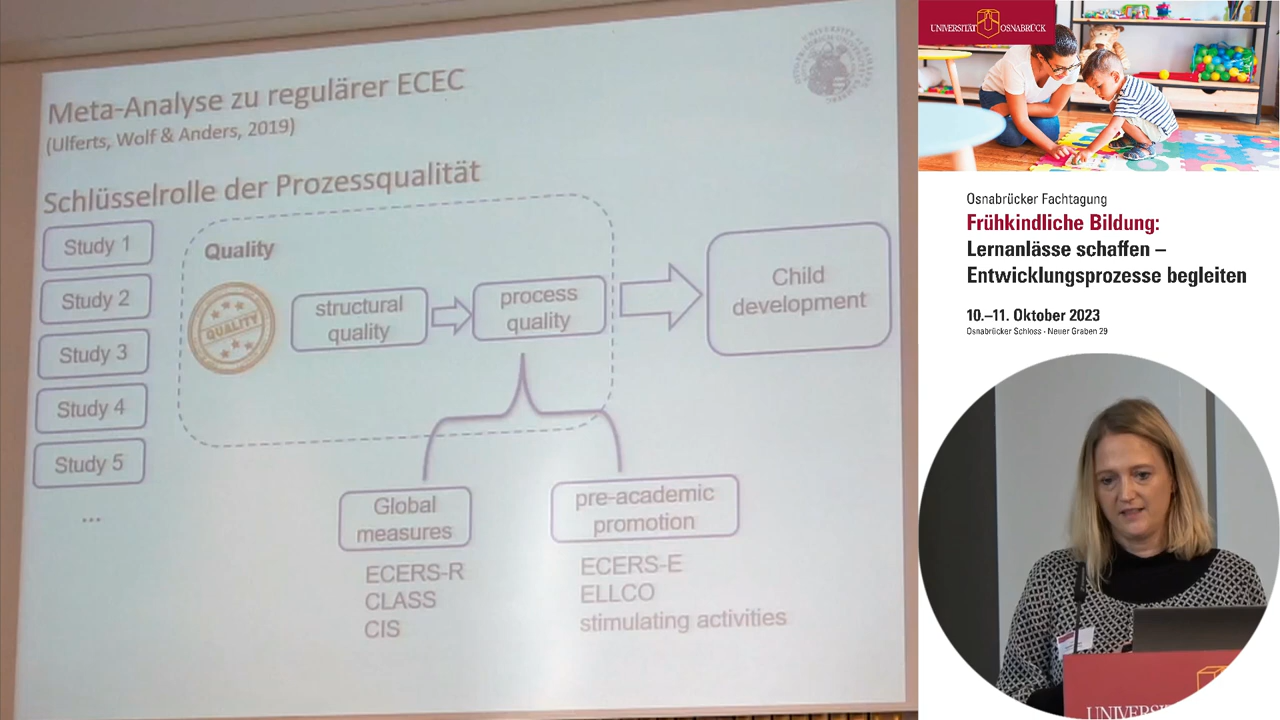 Meta-Analyse zu regulärer ECEC
(Ulferts, Wolf & Anders, 2019)
Schlüsselrolle der Prozessqualität
Study 1
Study 2
Study 3
Study 4
Study 5
...
Quality
QUALITY
structural
quality
process
quality
Child
development
Global
measures
ECERS-R
CLASS
CIS
pre-academic
promotion
ECERS-E
ELLCO
stimulating activities
UNIVERSITÄT OSNABRÜCK
Osnabrücker Fachtagung
Frühkindliche Bildung:
Lernanlässe schaffen –
Entwicklungsprozesse begleiten
10.–11. Oktober 2023
Osnabrücker Schloss · Neuer Graben 29